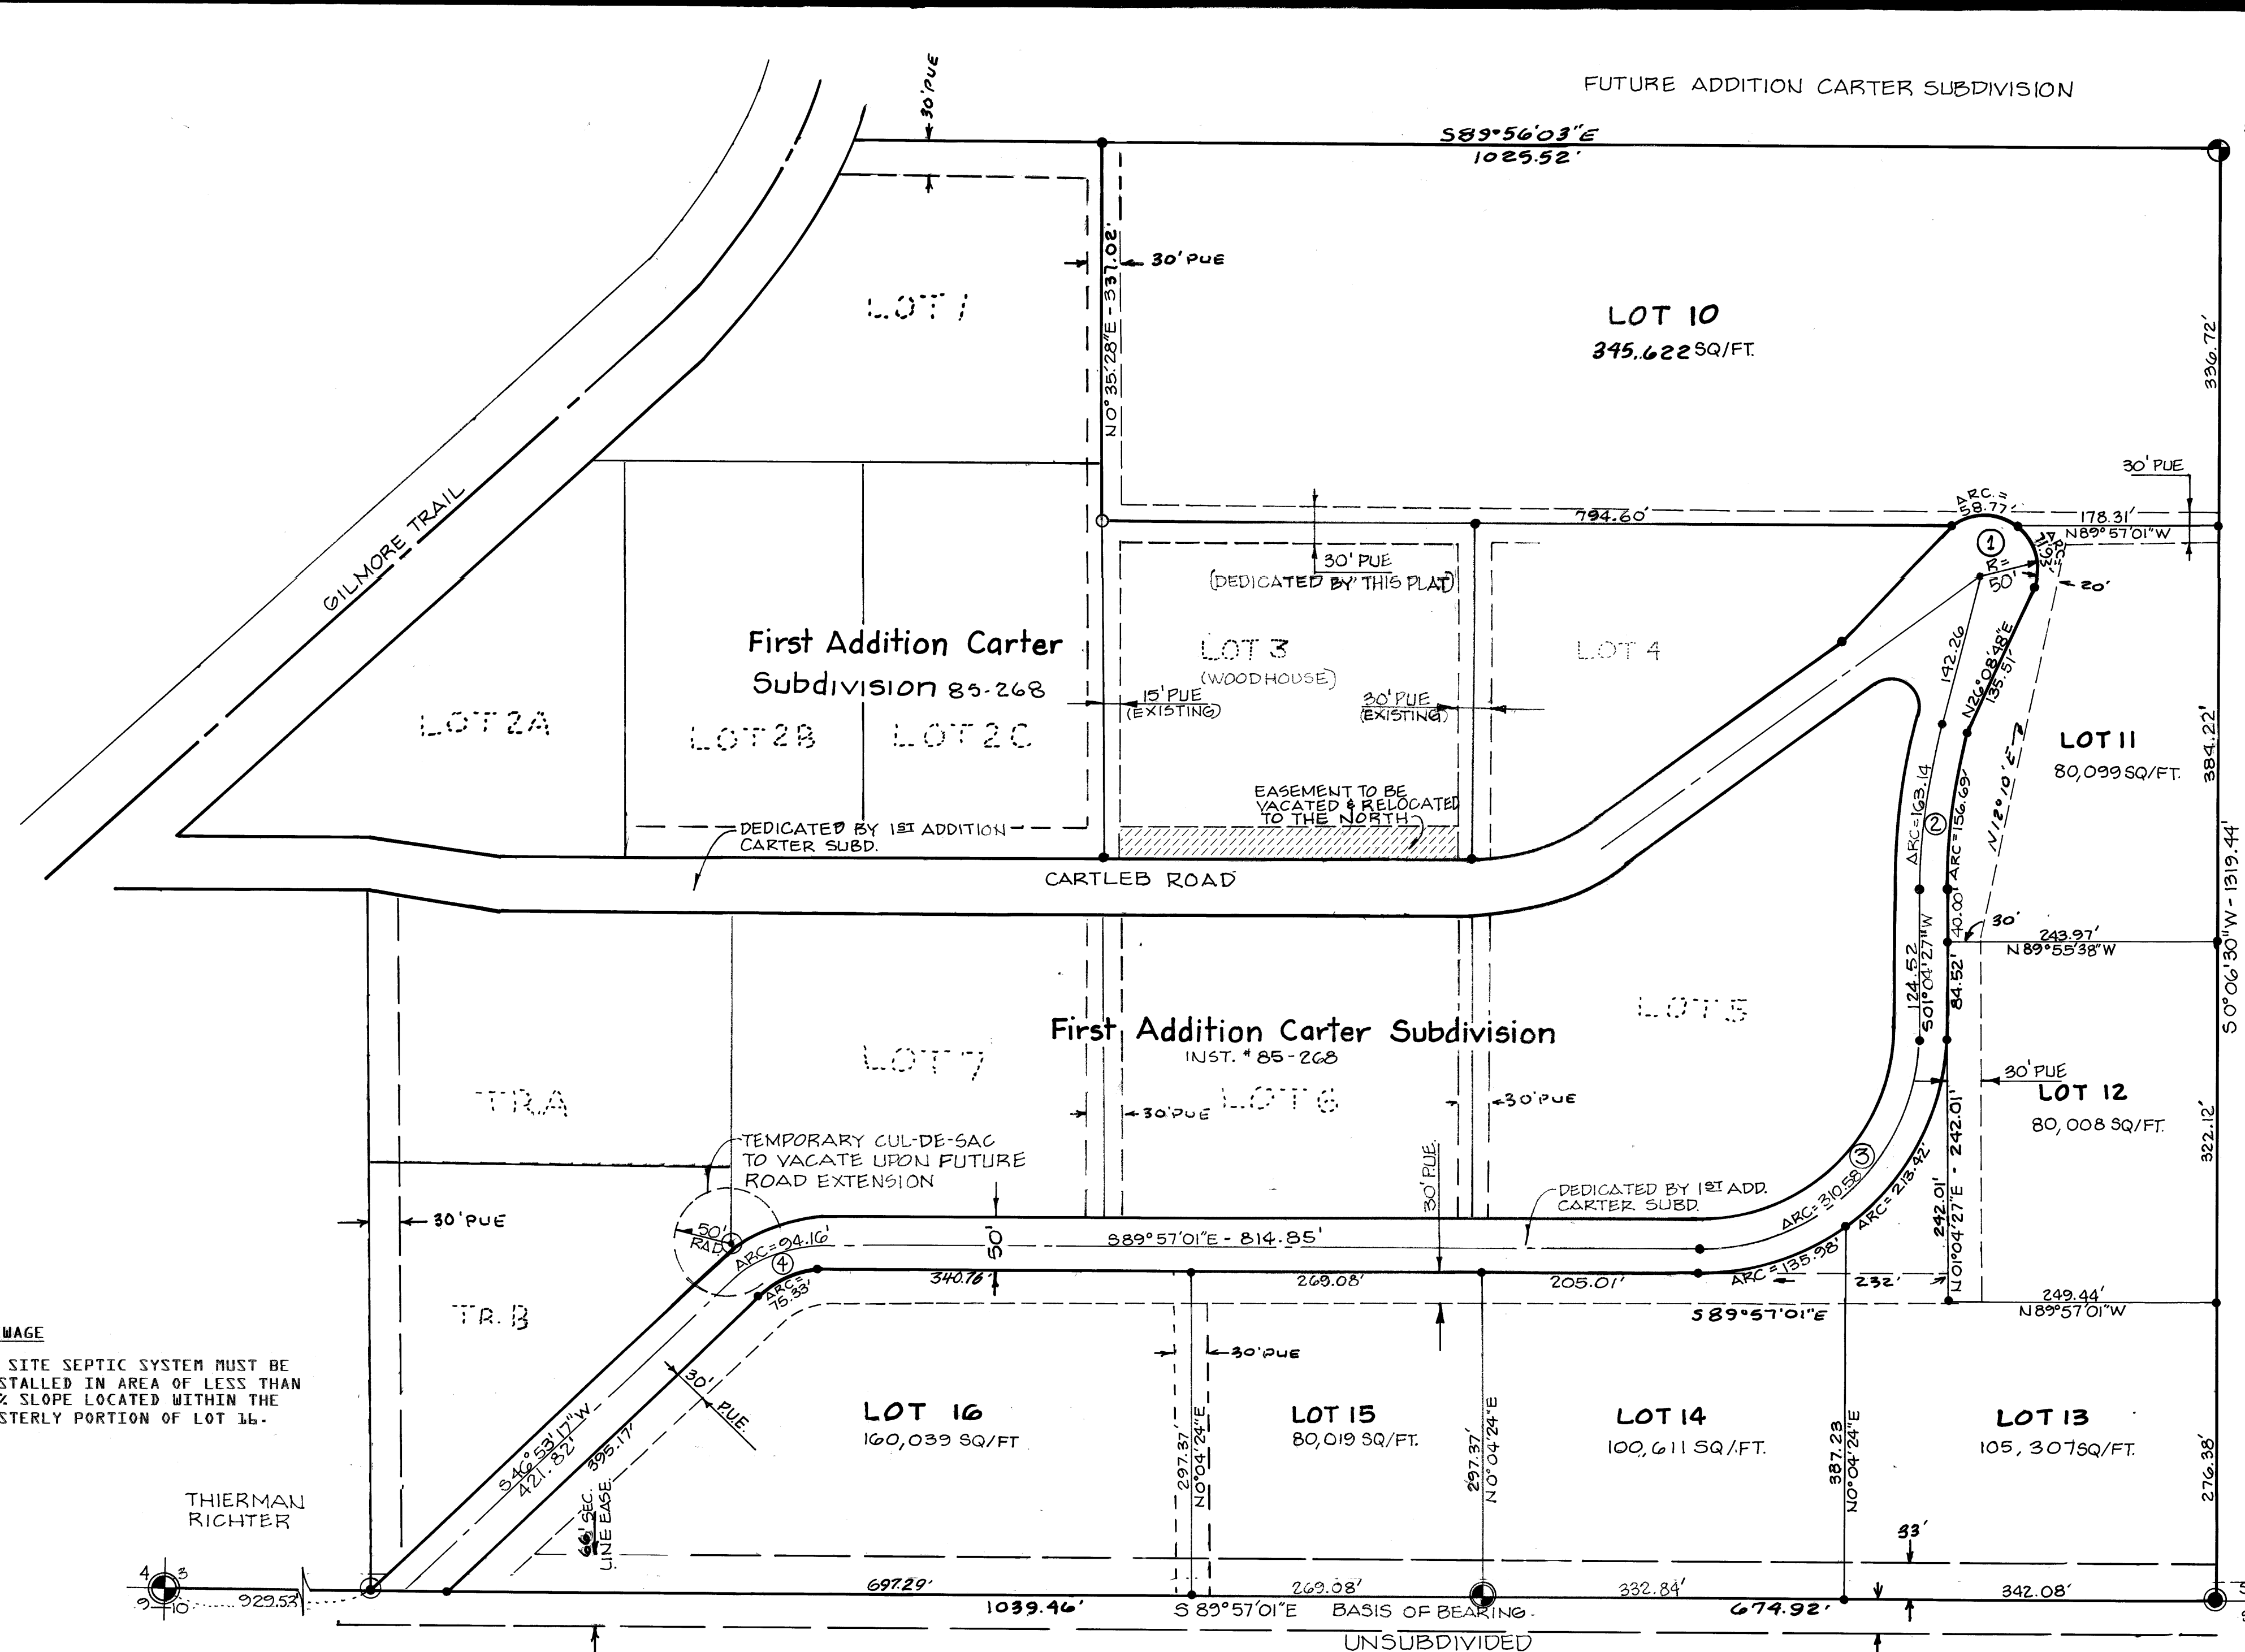 FUTURE ADDITION CARTER SUBDIVISION
30' PUE
S89°56'03"E
1025.52'
N0°35'28"E - 337.02'
30' PUE
LOT 1
LOT 10
345,622 SQ/FT.
336.72'
30' PUE
ARC.=
58.77'
794.60'
178.31'
N89°57'01"W
GILMORE TRAIL
30' PUE
(DEDICATED BY THIS PLAT)
1
R=
50'
ARC=
71.93'
20'
First Addition Carter
Subdivision 85-268
LOT 3
(WOODHOUSE)
LOT 4
142.26
N26°08'48"E
135.51'
15' PUE
(EXISTING)
30' PUE
(EXISTING)
LOT 2A
LOT 2B
LOT 2C
LOT 11
80,099 SQ/FT.
384.22'
N12°10'E
EASEMENT TO BE
VACATED & RELOCATED
TO THE NORTH
ARC=163.14
2
ARC=156.69'
DEDICATED BY 1ST ADDITION
CARTER SUBD.
CARTLEB ROAD
40.00'
30'
243.97'
N89°55'38"W
S0°06'30"W - 1319.44'
124.52
S01°04'27"W
84.52'
LOT 5
First Addition Carter Subdivision
INST. # 85-268
LOT 7
LOT 6
TR.A
30' PUE
30' PUE
30' PUE
LOT 12
80,008 SQ/FT.
322.12'
TEMPORARY CUL-DE-SAC
TO VACATE UPON FUTURE
ROAD EXTENSION
30' PUE.
DEDICATED BY 1ST ADD.
CARTER SUBD.
3
ARC=310.58'
ARC= 213.42'
242.01'
N01°04'27"E - 242.01'
30' PUE
50'
RAD.
ARC=94.16'
4
ARC=
75.33'
50'
S89°57'01"E - 814.85'
340.76'
269.08'
205.01'
ARC=135.98'
232'
249.44'
N89°57'01"W
S89°57'01"E
TR. B
WAGE
SITE SEPTIC SYSTEM MUST BE
STALLED IN AREA OF LESS THAN
% SLOPE LOCATED WITHIN THE
STERLY PORTION OF LOT 16.
30' PUE
30'
P.U.E.
LOT 16
160,039 SQ/FT
LOT 15
80,019 SQ/FT.
LOT 14
100,611 SQ/FT.
LOT 13
105,307 SQ/FT.
S46°53'17"W
421.82'
395.17'
297.37'
N0°04'24"E
297.37'
N0°04'24"E
387.23
N0°04'24"E
276.38'
THIERMAN
RICHTER
66' SEC.
LINE EASE.
33'
4 3
9 10
929.53'
697.29'
269.08'
332.84'
342.08'
1039.46'
S 89°57'01"E BASIS OF BEARING
674.92'
UNSUBDIVIDED